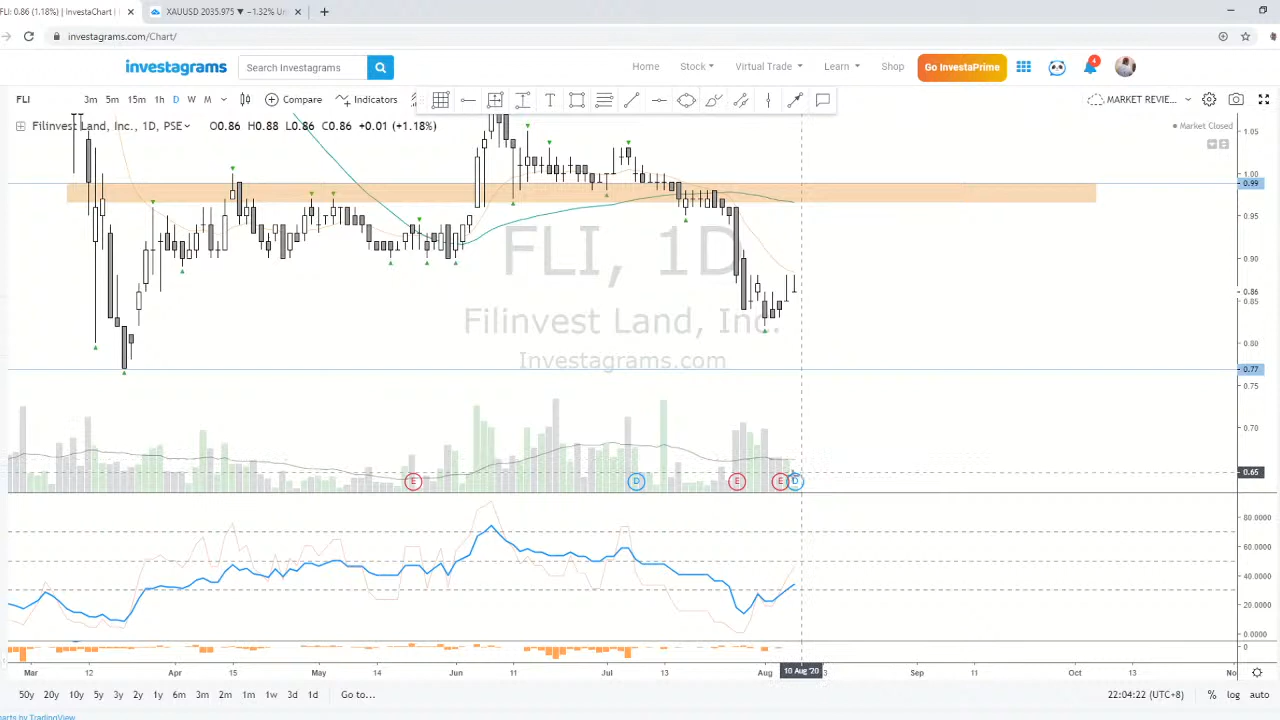 FLI: 0.86 (1.18%) | InvestaChart |
XAUUSD 2035.975 ▼ −1.32% Un
investagrams.com/Chart/
investagrams
Search Investagrams
Home
Stock
Virtual Trade
Learn
Shop
Go InvestaPrime
4
FLI
3m 5m 15m 1h D W M
Compare
Indicators
MARKET REVIE...
Filinvest Land, Inc., 1D, PSE
O0.86 H0.88 L0.86 C0.86 +0.01 (+1.18%)
Market Closed
1.05
1.00
0.99
0.95
0.90
0.86
0.85
0.80
0.77
0.75
0.70
0.65
FLI, 1D
Filinvest Land, Inc.
Investagrams.com
E D E E D
80.0000
60.0000
40.0000
20.0000
0.0000
0
Mar 12 Apr 15 May 14 Jun 11 Jul 13 Aug 10 Aug '20 3 Sep 11 Oct 13 No
50y 20y 10y 5y 3y 2y 1y 6m 3m 2m 1m 1w 3d 1d Go to...
22:04:22 (UTC+8) % log auto
arts by TradingView